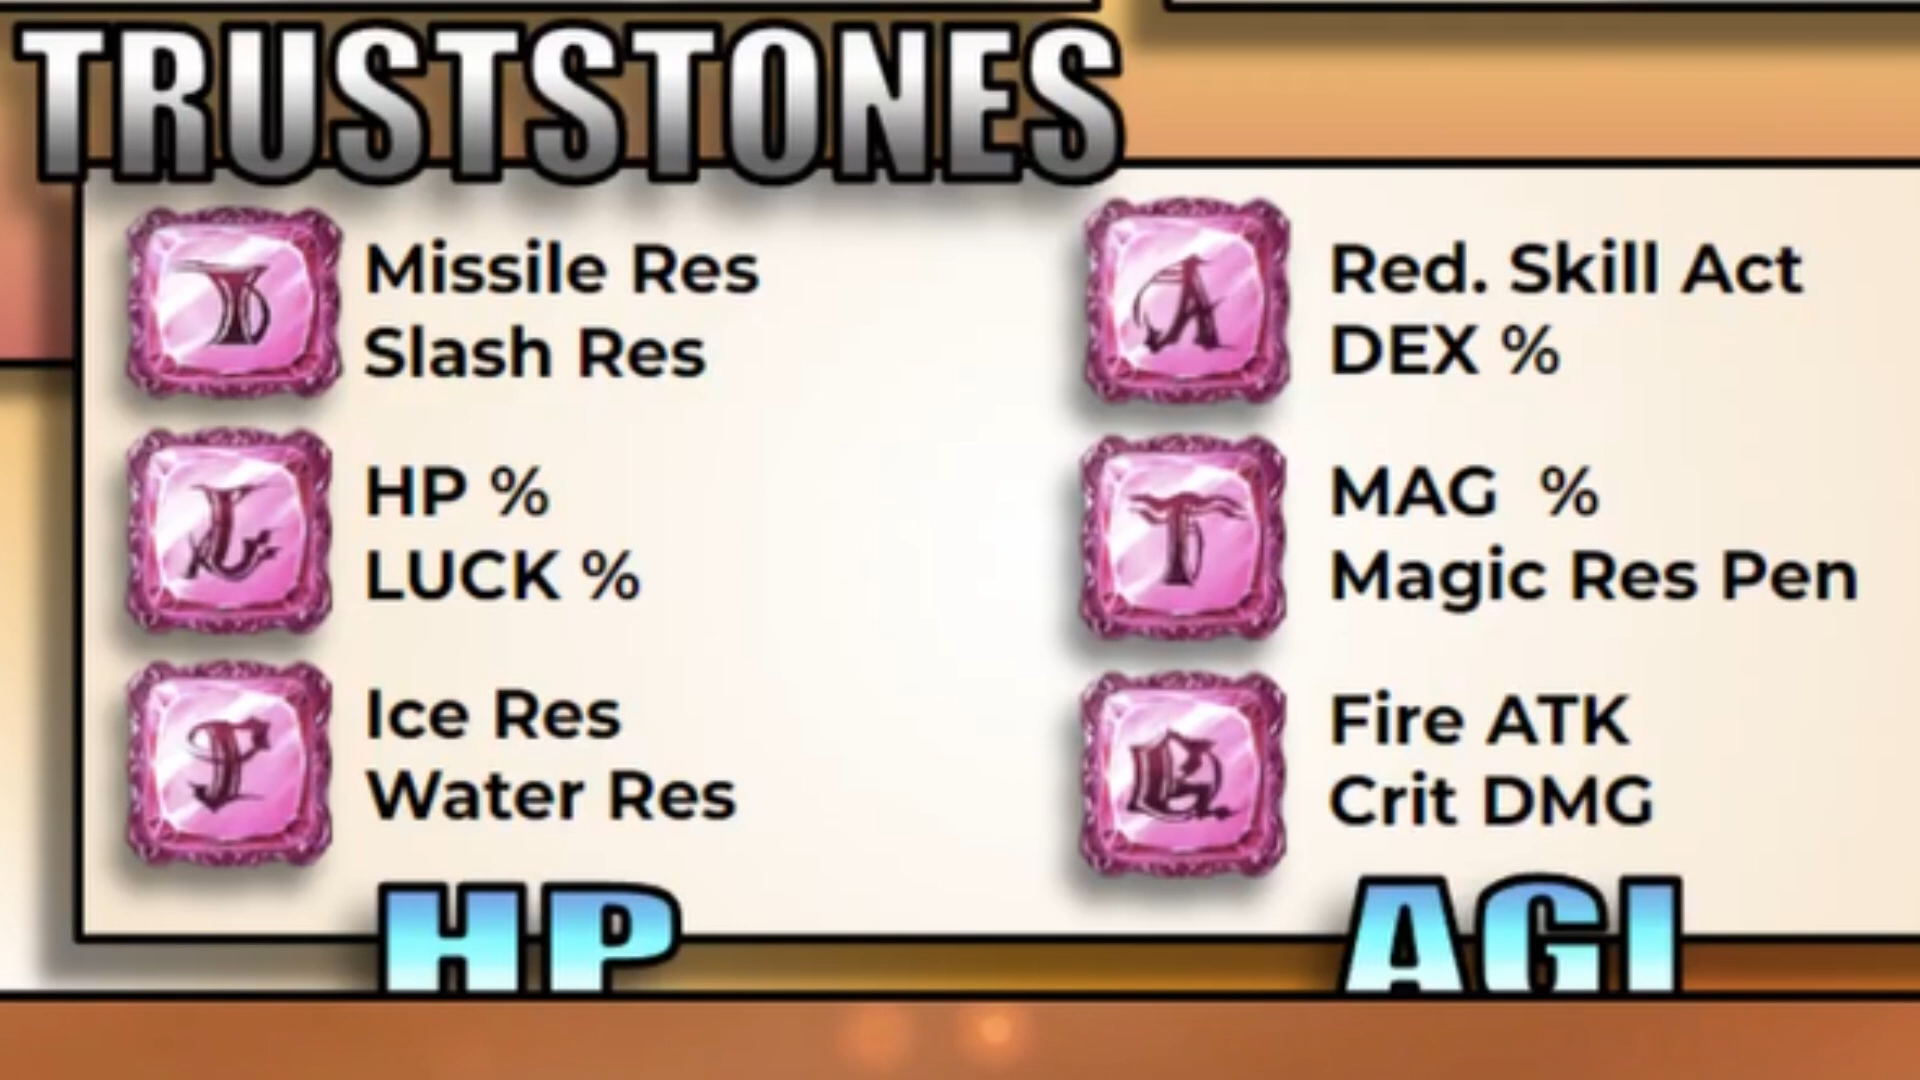 TRUSTSTONES
I
Missile Res
Slash Res
A
Red. Skill Act
DEX %
L
HP %
LUCK %
T
MAG %
Magic Res Pen
P
Ice Res
Water Res
Fire ATK
Crit DMG
HP
AGI